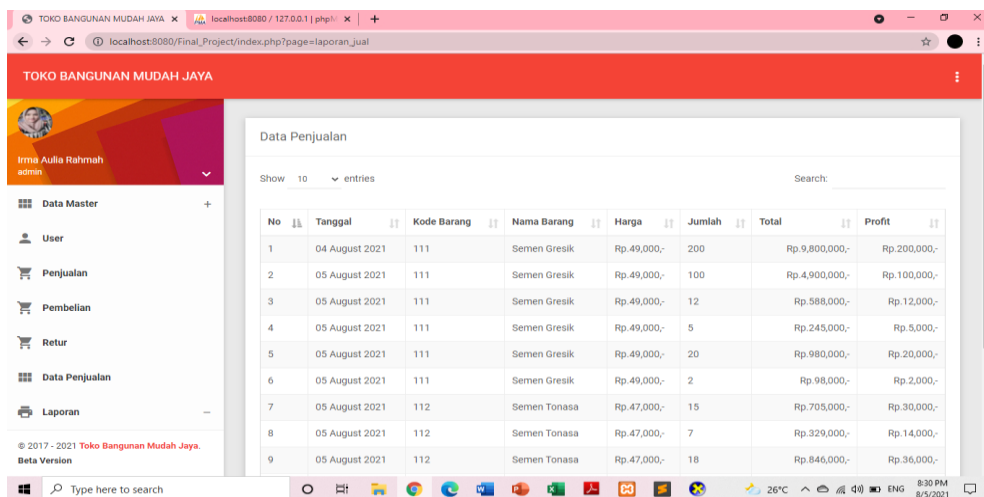 TOKO BANGUNAN MUDAH JAYA
localhost:8080 / 127.0.0.1 | php
localhost:8080/Final_Project/index.php?page=laporan_jual
TOKO BANGUNAN MUDAH JAYA
Irma Aulia Rahmah
admin
Data Master +
User
Penjualan
Pembelian
Retur
Data Penjualan
Laporan −
© 2017 - 2021 Toko Bangunan Mudah Jaya.
Beta Version
Data Penjualan
Show 10 entries Search:
No Tanggal Kode Barang Nama Barang Harga Jumlah Total Profit
1 04 August 2021 111 Semen Gresik Rp.49,000,- 200 Rp.9,800,000,- Rp.200,000,-
2 05 August 2021 111 Semen Gresik Rp.49,000,- 100 Rp.4,900,000,- Rp.100,000,-
3 05 August 2021 111 Semen Gresik Rp.49,000,- 12 Rp.588,000,- Rp.12,000,-
4 05 August 2021 111 Semen Gresik Rp.49,000,- 5 Rp.245,000,- Rp.5,000,-
5 05 August 2021 111 Semen Gresik Rp.49,000,- 20 Rp.980,000,- Rp.20,000,-
6 05 August 2021 111 Semen Gresik Rp.49,000,- 2 Rp.98,000,- Rp.2,000,-
7 05 August 2021 112 Semen Tonasa Rp.47,000,- 15 Rp.705,000,- Rp.30,000,-
8 05 August 2021 112 Semen Tonasa Rp.47,000,- 7 Rp.329,000,- Rp.14,000,-
9 05 August 2021 112 Semen Tonasa Rp.47,000,- 18 Rp.846,000,- Rp.36,000,-
Type here to search
26°C ENG
8:30 PM
8/5/2021